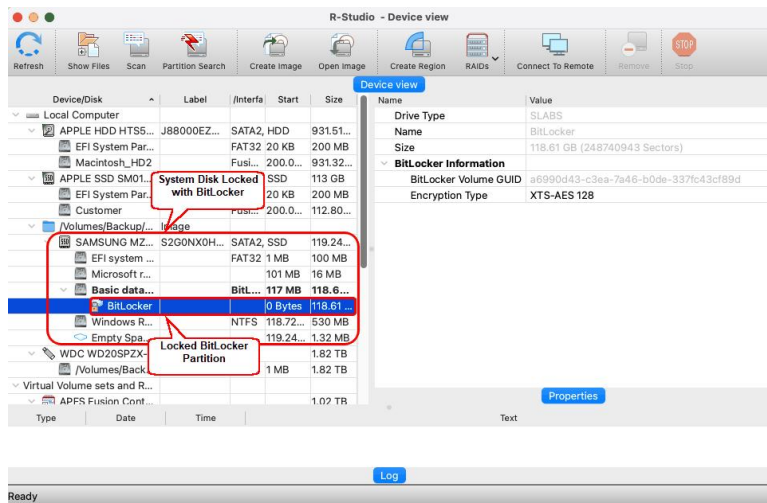 R-Studio - Device view
Refresh Show Files Scan Partition Search Create Image Open Image Create Region RAIDs Connect To Remote Remove Stop
STOP
Device view
Device/Disk Label /Interfa Start Size
Local Computer
APPLE HDD HTS5... J88000EZ... SATA2, HDD 931.51...
EFI System Par... FAT32 20 KB 200 MB
Macintosh_HD2 Fusi... 200.0... 931.32...
APPLE SSD SM01... SSD 113 GB
EFI System Par... 20 KB 200 MB
Customer Fusi... 200.0... 112.80...
/Volumes/Backup/... Image
SAMSUNG MZ... S2G0NX0H... SATA2, SSD 119.24...
EFI system ... FAT32 1 MB 100 MB
Microsoft r... 101 MB 16 MB
Basic data... BitL... 117 MB 118.6...
BitLocker 0 Bytes 118.61 ...
Windows R... NTFS 118.72... 530 MB
Empty Spa... 119.24... 1.32 MB
WDC WD20SPZX- 1.82 TB
/Volumes/Back... 1 MB 1.82 TB
Virtual Volume sets and R...
APFS Fusion Cont... 1.02 TB
System Disk Locked
with BitLocker
Locked BitLocker
Partition
Name Value
Drive Type SLABS
Name BitLocker
Size 118.61 GB (248740943 Sectors)
BitLocker Information
BitLocker Volume GUID a6990d43-c3ea-7a46-b0de-337fc43cf89d
Encryption Type XTS-AES 128
Properties
Type Date Time Text
Log
Ready